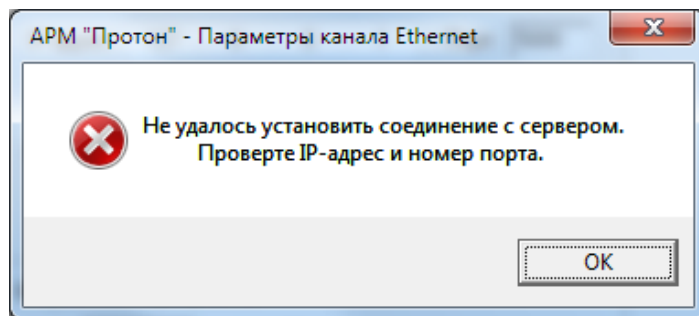 АРМ "Протон" - Параметры канала Ethernet
Не удалось установить соединение с сервером.
Проверте IP-адрес и номер порта.
OK